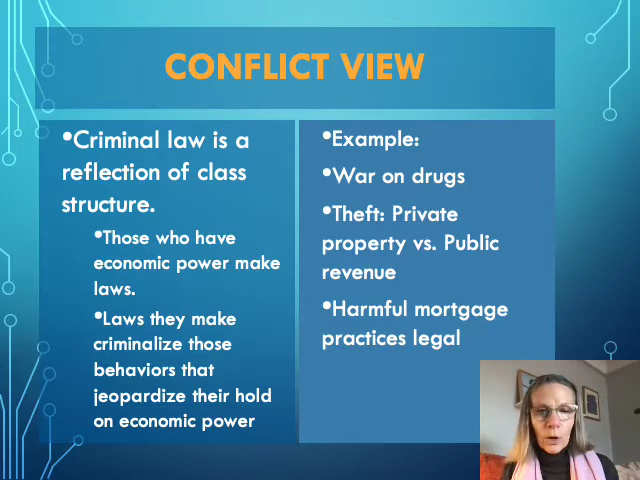 CONFLICT VIEW
•Criminal law is a
reflection of class
structure.
•Those who have
economic power make
laws.
•Laws they make
criminalize those
behaviors that
jeopardize their hold
on economic power
•Example:
•War on drugs
•Theft: Private
property vs. Public
revenue
•Harmful mortgage
practices legal